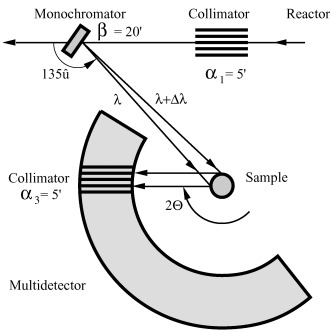 Monochromator
Collimator
Reactor
β = 20'
135û
α1 = 5'
λ
λ+Δλ
Collimator
α3 = 5'
Sample
2Θ
Multidetector